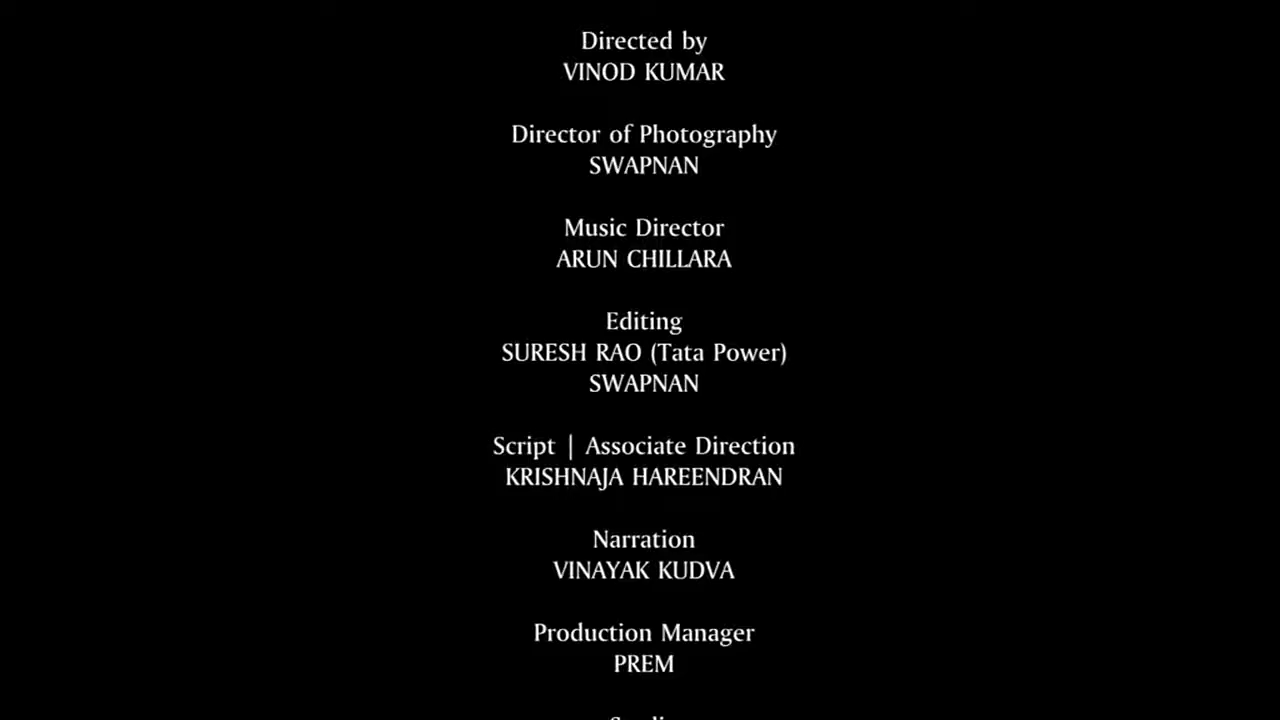 Directed by
VINOD KUMAR
Director of Photography
SWAPNAN
Music Director
ARUN CHILLARA
Editing
SURESH RAO (Tata Power)
SWAPNAN
Script | Associate Direction
KRISHNAJA HAREENDRAN
Narration
VINAYAK KUDVA
Production Manager
PREM